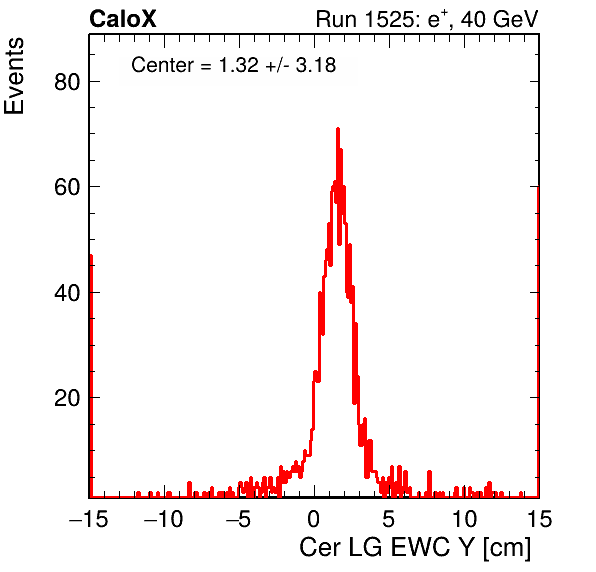 CaloX Run 1525: e⁺, 40 GeV
Center = 1.32 +/- 3.18
Events
80
60
40
20
−15 −10 −5 0 5 10 15
Cer LG EWC Y [cm]